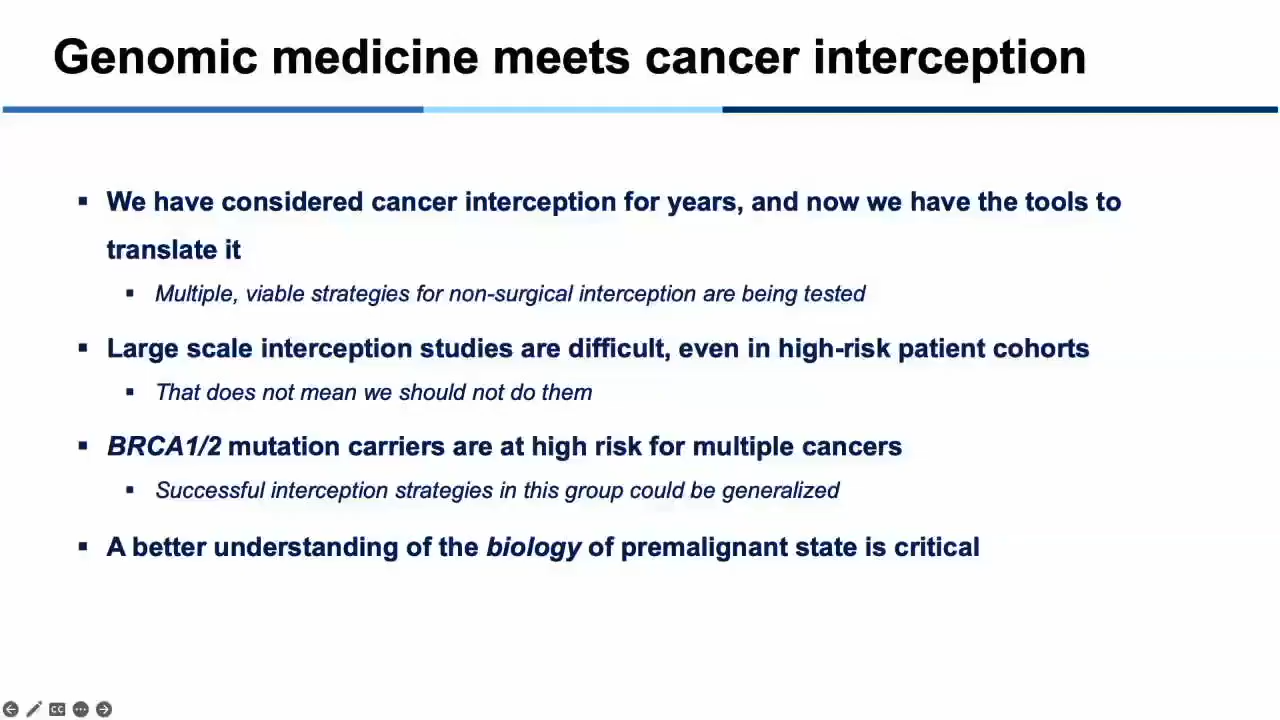 Genomic medicine meets cancer interception
▪ We have considered cancer interception for years, and now we have the tools to
translate it
▪ Multiple, viable strategies for non-surgical interception are being tested
▪ Large scale interception studies are difficult, even in high-risk patient cohorts
▪ That does not mean we should not do them
▪ BRCA1/2 mutation carriers are at high risk for multiple cancers
▪ Successful interception strategies in this group could be generalized
▪ A better understanding of the biology of premalignant state is critical
CC